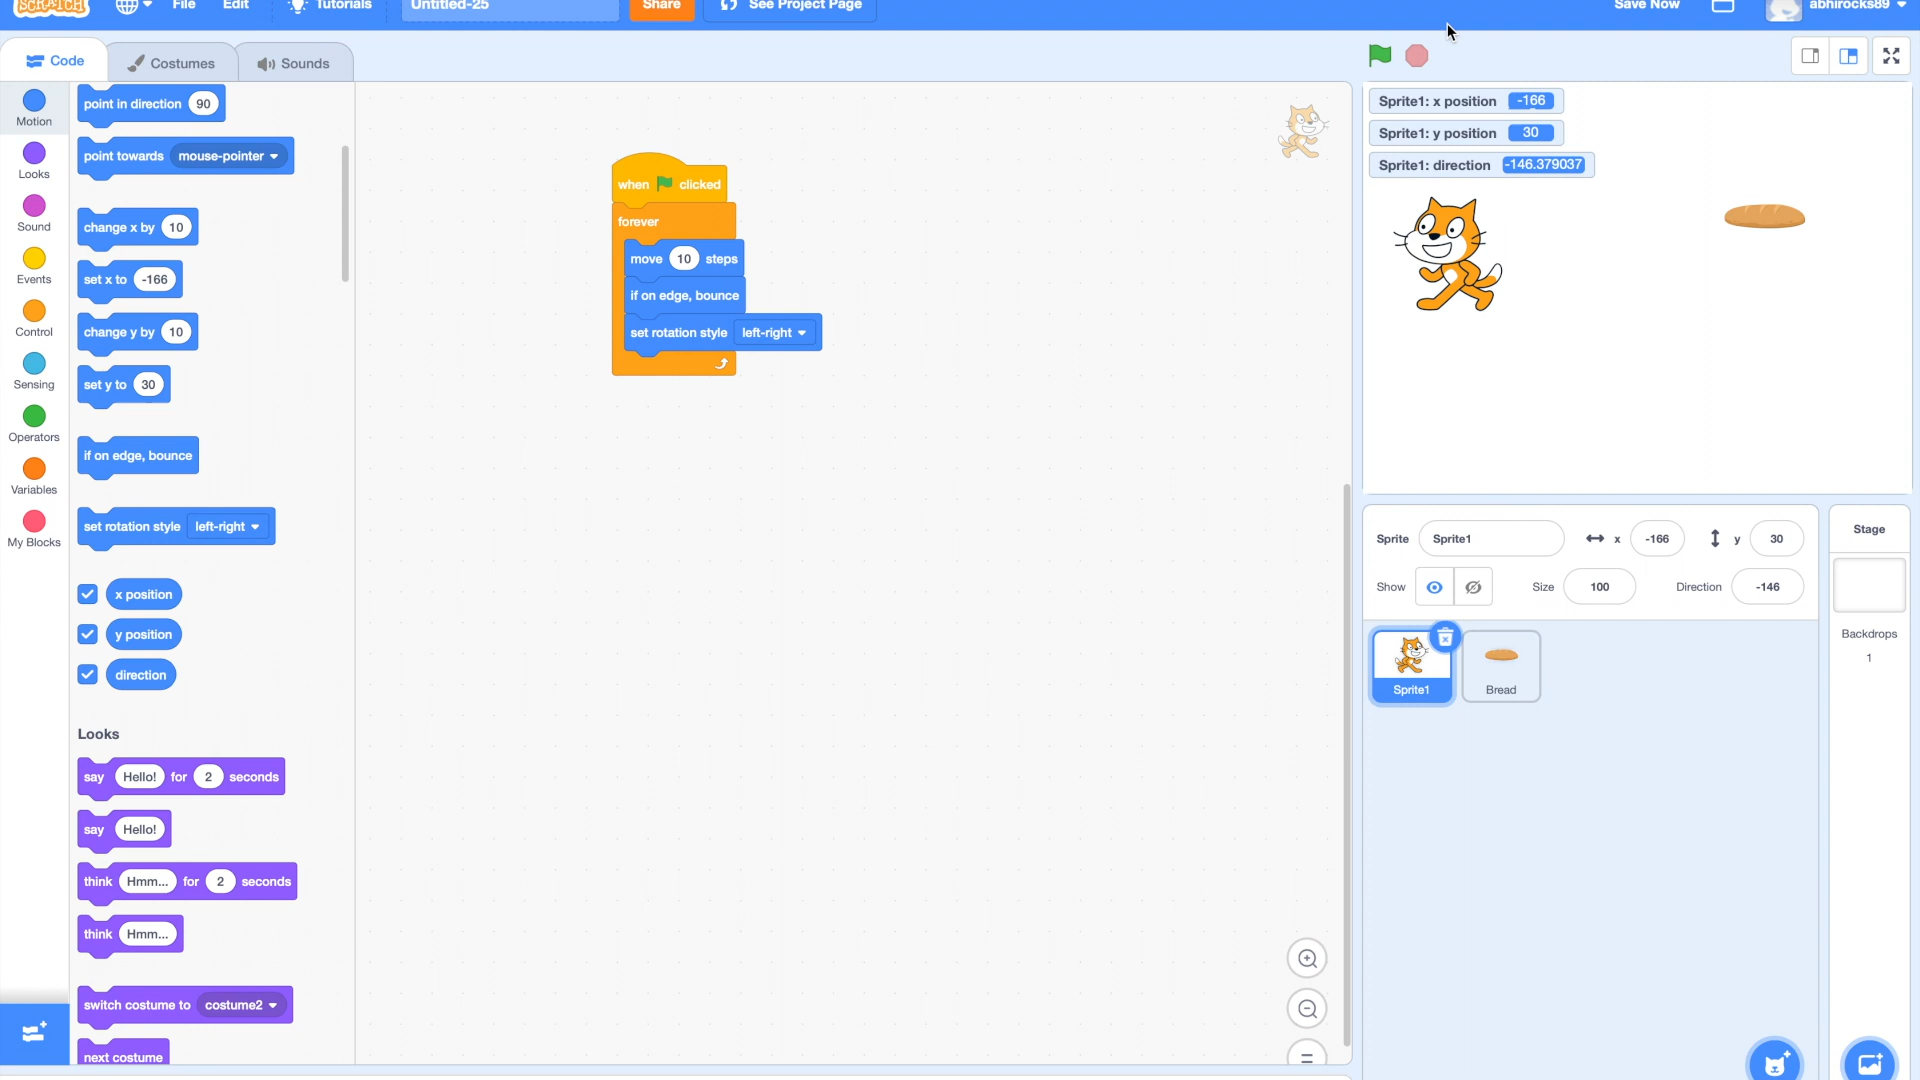 SCRATCH File Edit Tutorials Untitled-25 Share See Project Page Save Now abhirocks89
Code Costumes Sounds
Motion
Looks
Sound
Events
Control
Sensing
Operators
Variables
My Blocks
point in direction 90
point towards mouse-pointer
change x by 10
set x to -166
change y by 10
set y to 30
if on edge, bounce
set rotation style left-right
x position
y position
direction
Looks
say Hello! for 2 seconds
say Hello!
think Hmm... for 2 seconds
think Hmm...
switch costume to costume2
next costume
when clicked
forever
move 10 steps
if on edge, bounce
set rotation style left-right
Sprite1: x position -166
Sprite1: y position 30
Sprite1: direction -146.379037
Sprite Sprite1 x -166 y 30
Show Size 100 Direction -146
Sprite1 Bread
Stage
Backdrops
1